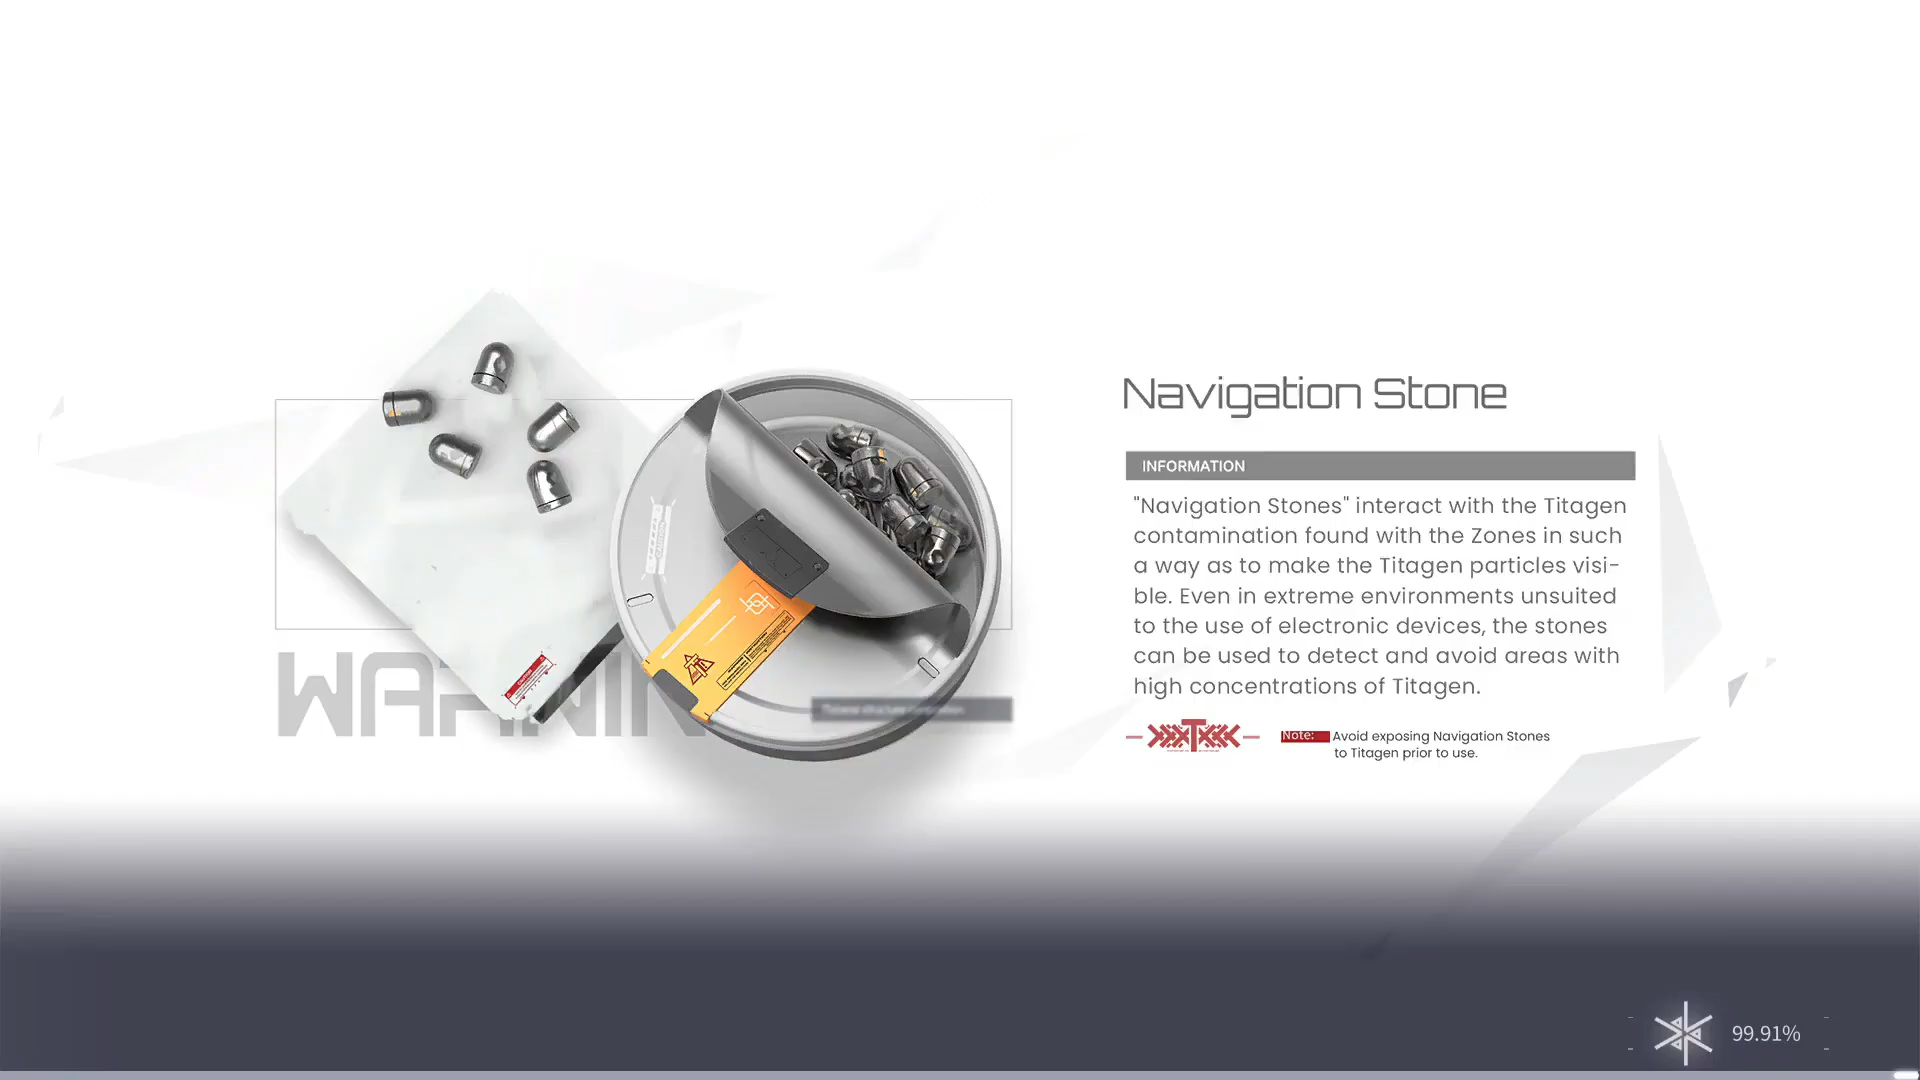 Navigation Stone
INFORMATION
"Navigation Stones" interact with the Titagen
contamination found with the Zones in such
a way as to make the Titagen particles visi-
ble. Even in extreme environments unsuited
to the use of electronic devices, the stones
can be used to detect and avoid areas with
high concentrations of Titagen.
Note: Avoid exposing Navigation Stones
to Titagen prior to use.
99.91%